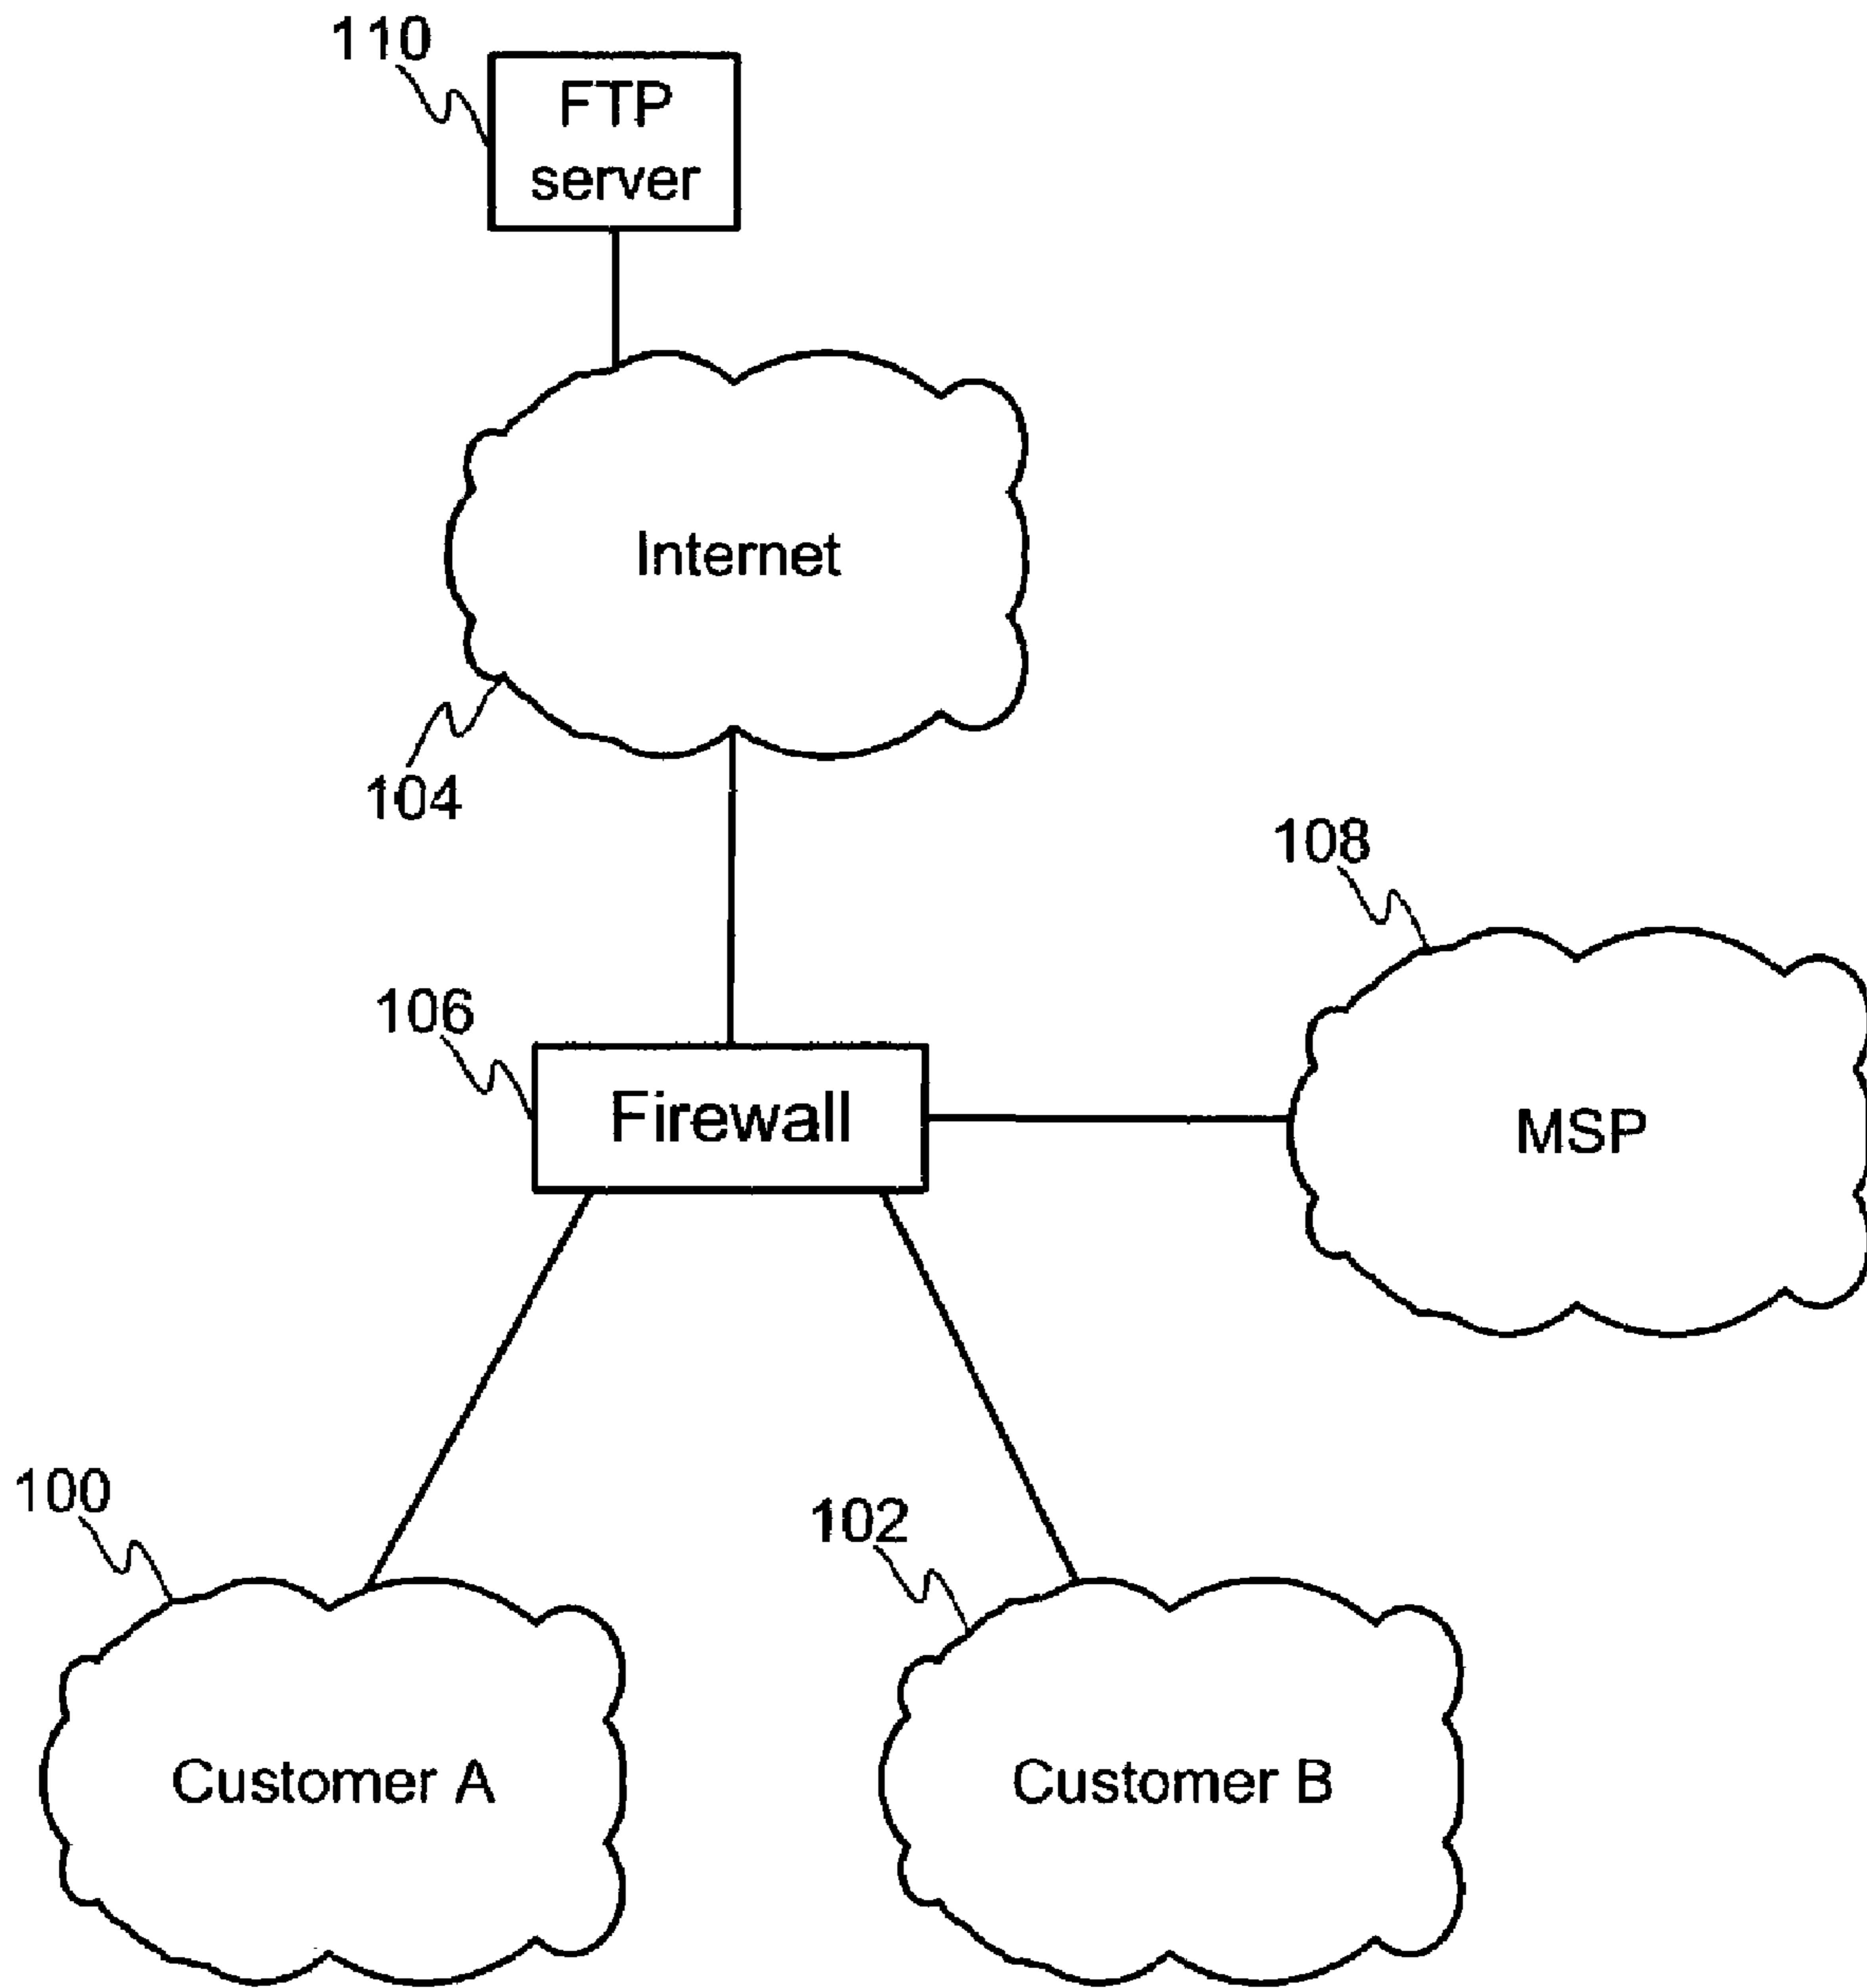 110
FTP
server
Internet
104
108
106
Firewall
MSP
100
102
Customer A
Customer B